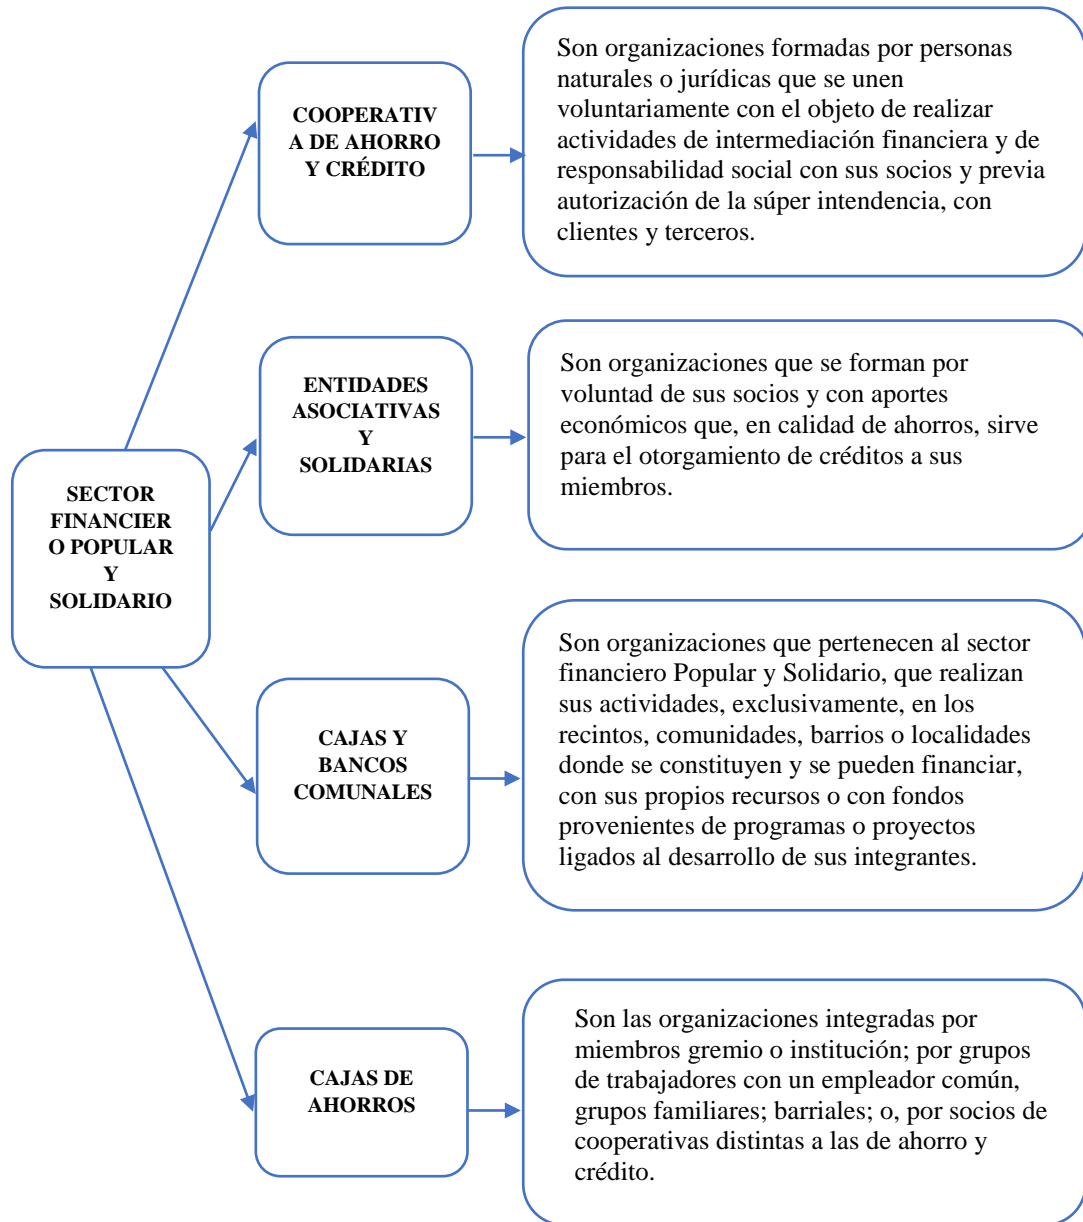 COOPERATIV
A DE AHORRO
Y CRÉDITO
Son organizaciones formadas por personas
naturales o jurídicas que se unen
voluntariamente con el objeto de realizar
actividades de intermediación financiera y de
responsabilidad social con sus socios y previa
autorización de la súper intendencia, con
clientes y terceros.
ENTIDADES
ASOCIATIVAS
Y
SOLIDARIAS
Son organizaciones que se forman por
voluntad de sus socios y con aportes
económicos que, en calidad de ahorros, sirve
para el otorgamiento de créditos a sus
miembros.
SECTOR
FINANCIER
O POPULAR
Y
SOLIDARIO
CAJAS Y
BANCOS
COMUNALES
Son organizaciones que pertenecen al sector
financiero Popular y Solidario, que realizan
sus actividades, exclusivamente, en los
recintos, comunidades, barrios o localidades
donde se constituyen y se pueden financiar,
con sus propios recursos o con fondos
provenientes de programas o proyectos
ligados al desarrollo de sus integrantes.
CAJAS DE
AHORROS
Son las organizaciones integradas por
miembros gremio o institución; por grupos
de trabajadores con un empleador común,
grupos familiares; barriales; o, por socios de
cooperativas distintas a las de ahorro y
crédito.